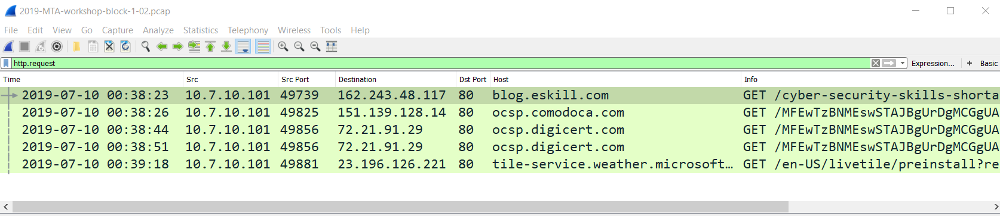 2019-MTA-workshop-block-1-02.pcap
File Edit View Go Capture Analyze Statistics Telephony Wireless Tools Help
http.request Expression... + Basic
Time Src Src Port Destination Dst Port Host Info
2019-07-10 00:38:23 10.7.10.101 49739 162.243.48.117 80 blog.eskill.com GET /cyber-security-skills-shorta
2019-07-10 00:38:26 10.7.10.101 49825 151.139.128.14 80 ocsp.comodoca.com GET /MFEwTzBNMEswSTAJBgUrDgMCGgUA
2019-07-10 00:38:44 10.7.10.101 49856 72.21.91.29 80 ocsp.digicert.com GET /MFEwTzBNMEswSTAJBgUrDgMCGgUA
2019-07-10 00:38:51 10.7.10.101 49856 72.21.91.29 80 ocsp.digicert.com GET /MFEwTzBNMEswSTAJBgUrDgMCGgUA
2019-07-10 00:39:18 10.7.10.101 49881 23.196.126.221 80 tile-service.weather.microsoft… GET /en-US/livetile/preinstall?re